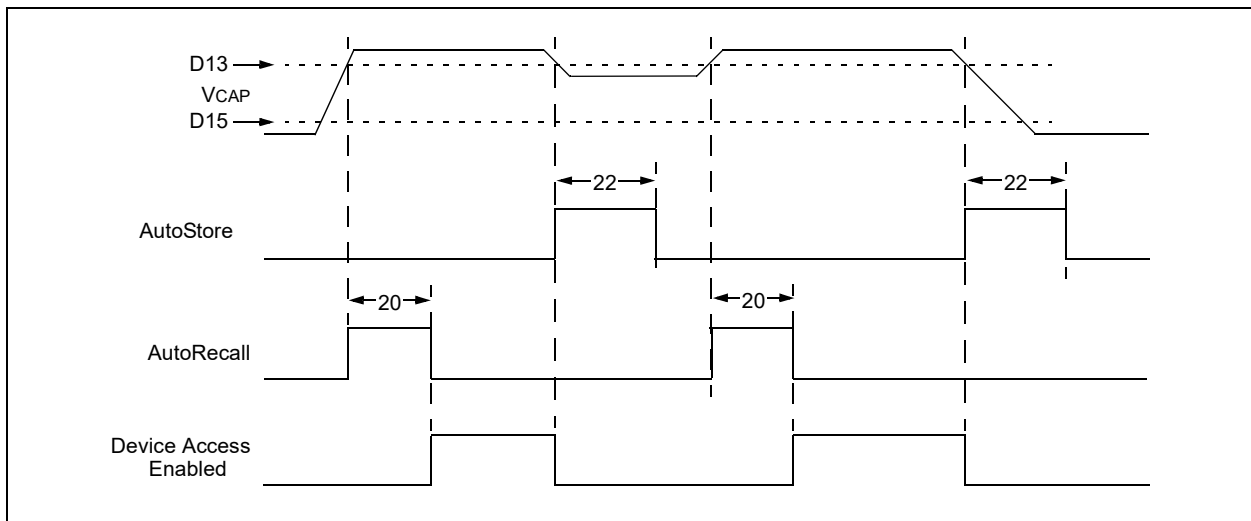 D13
VCAP
D15
22
22
AutoStore
20
20
AutoRecall
Device Access
Enabled